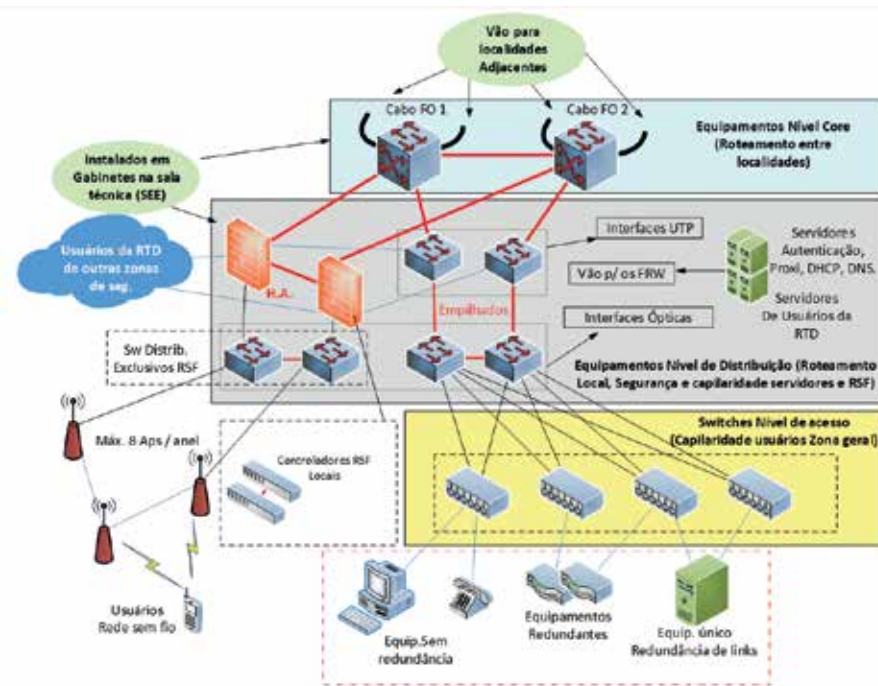 Vão para
localidades
Adjacentes
Cabo FO 1
Cabo FO 2
Equipamentos Nível Core
(Roteamento entre
localidades)
Instalados em
Gabinetes na sala
técnica (SEE)
Usuários da RTD
de outras zonas
de seg.
H.A.
Interfaces UTP
Vão p/ os FRW
Servidores
Autenticação,
Proxi, DHCP, DNS.
Servidores
De Usuários da
RTD
Empilhados
Interfaces Ópticas
Sw Distrib.
Exclusivos RSF
Equipamentos Nível de Distribuição (Roteamento
Local, Segurança e capilaridade servidores e RSF)
Switches Nível de acesso
(Capilaridade usuários Zona geral)
Máx. 8 Aps / anel
Controladores RSF
Locais
Usuários
Rede sem fio
Equip.Sem
redundância
Equipamentos
Redundantes
Equip. único
Redundância de links